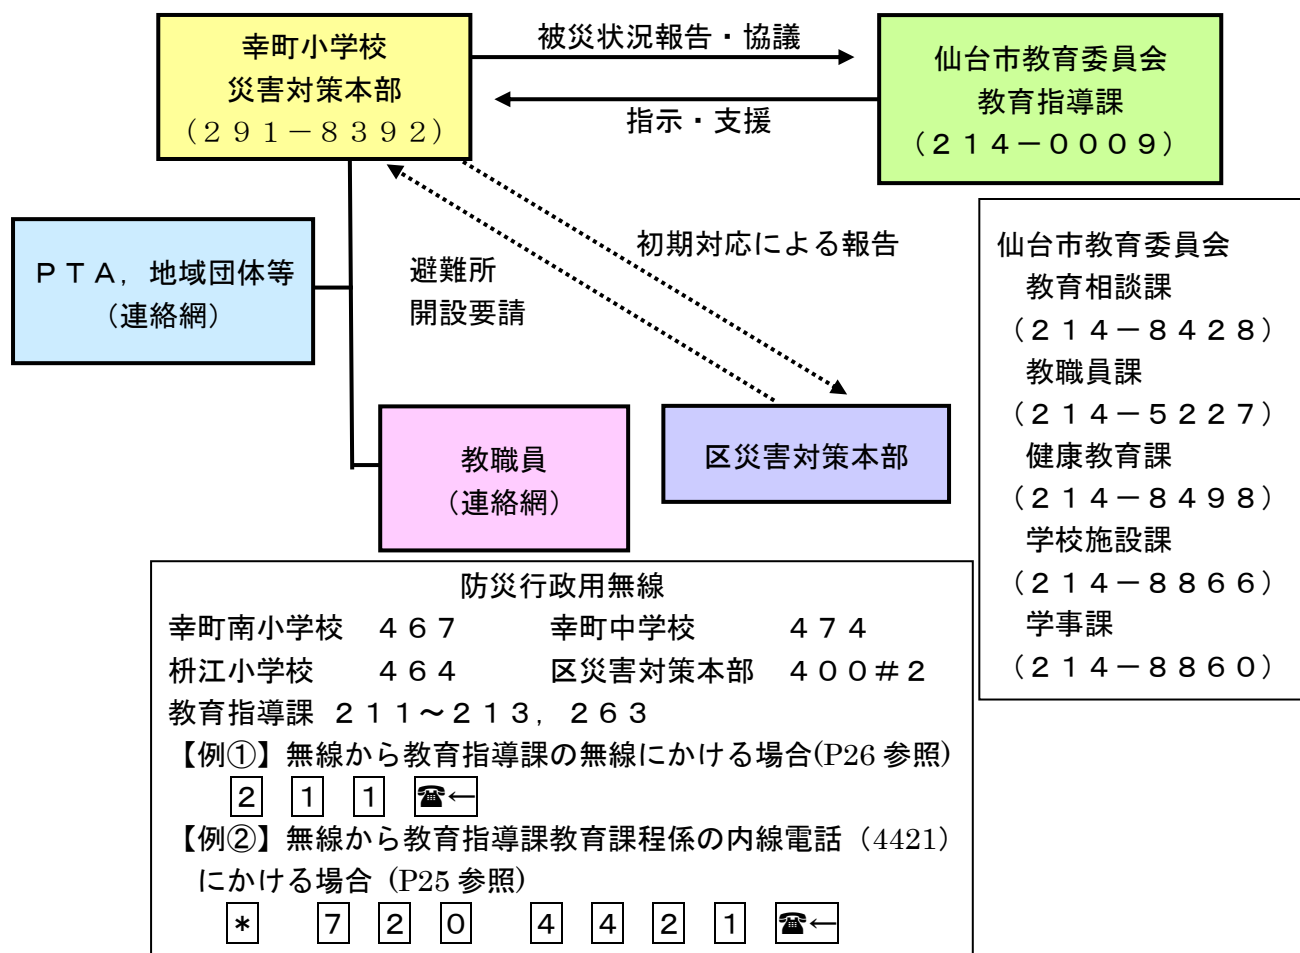 幸町小学校
災害対策本部
（２９１－８３９２）
被災状況報告・協議
指示・支援
仙台市教育委員会
教育指導課
（２１４－０００９）
ＰＴＡ，地域団体等
（連絡網）
避難所
開設要請
初期対応による報告
教職員
（連絡網）
区災害対策本部
仙台市教育委員会
教育相談課
（２１４－８４２８）
教職員課
（２１４－５２２７）
健康教育課
（２１４－８４９８）
学校施設課
（２１４－８８６６）
学事課
（２１４－８８６０）
防災行政用無線
幸町南小学校　４６７　　幸町中学校　４７４
枡江小学校　４６４　　区災害対策本部　４００＃２
教育指導課 ２１１～２１３，２６３
【例①】無線から教育指導課の無線にかける場合(P26 参照)
２ １ １ ☎←
【例②】無線から教育指導課教育課程係の内線電話（4421）
にかける場合 (P25 参照)
＊ ７ ２ ０ ４ ４ ２ １ ☎←